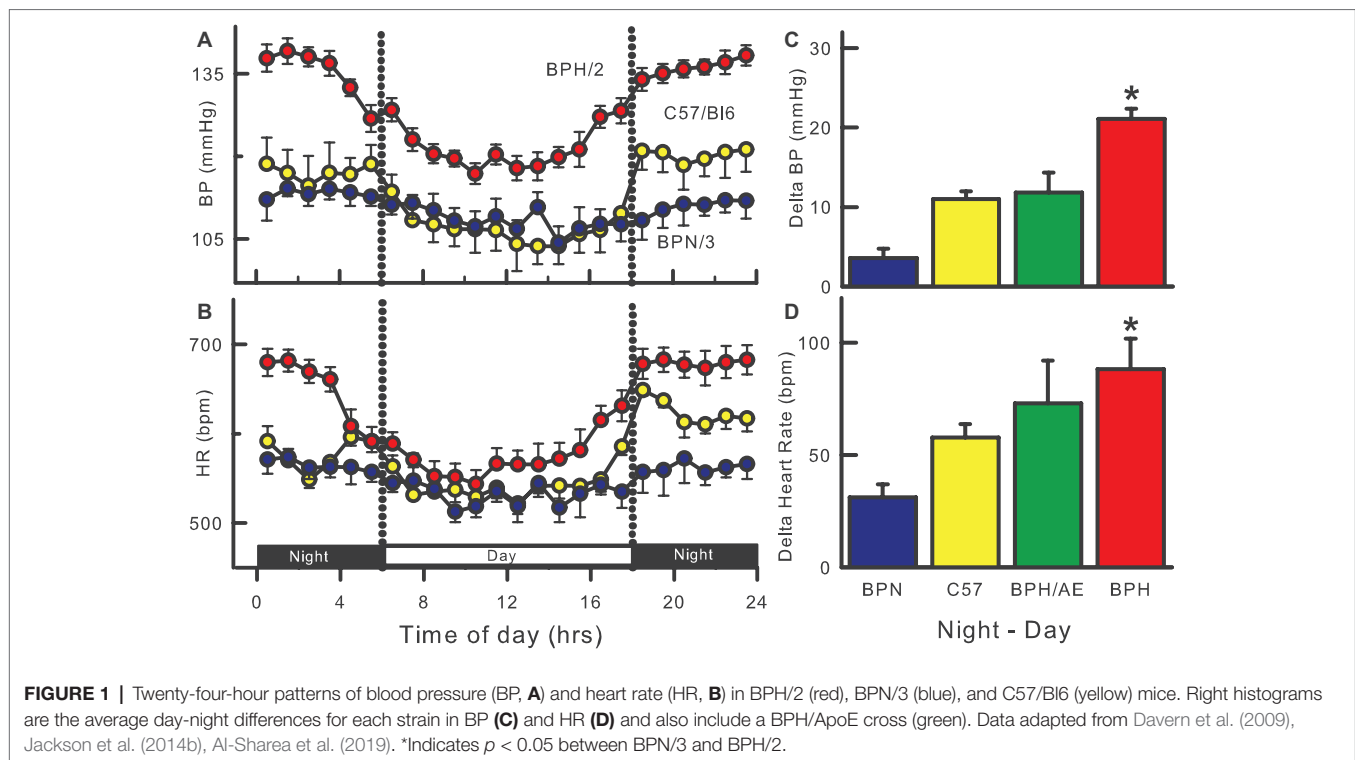 A
BP (mmHg)
135
105
BPH/2
C57/Bl6
BPN/3
B
HR (bpm)
700
500
Night
Day
Night
0 4 8 12 16 20 24
Time of day (hrs)
C
Delta BP (mmHg)
30
20
10
0
*
D
Delta Heart Rate (bpm)
100
50
0
*
BPN C57 BPH/AE BPH
Night - Day
FIGURE 1 | Twenty-four-hour patterns of blood pressure (BP, A) and heart rate (HR, B) in BPH/2 (red), BPN/3 (blue), and C57/Bl6 (yellow) mice. Right histograms
are the average day-night differences for each strain in BP (C) and HR (D) and also include a BPH/ApoE cross (green). Data adapted from Davern et al. (2009),
Jackson et al. (2014b), Al-Sharea et al. (2019). *Indicates p < 0.05 between BPN/3 and BPH/2.